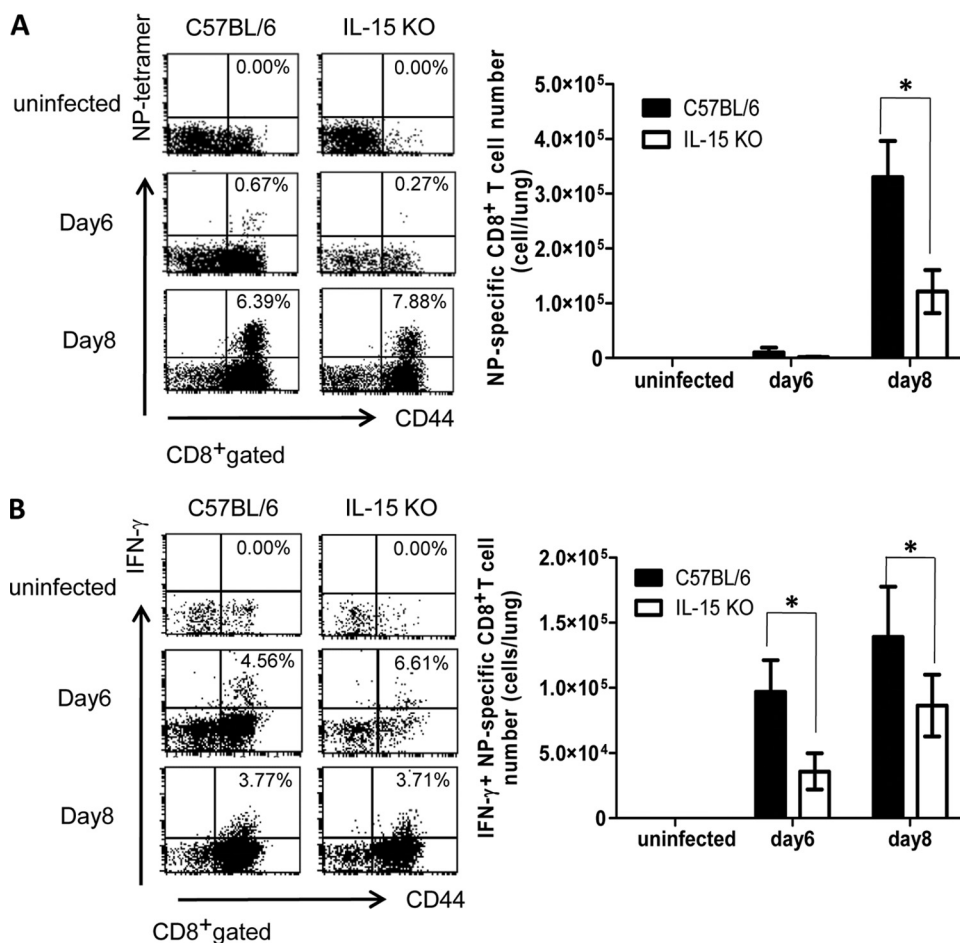 A
C57BL/6
IL-15 KO
NP-tetramer
uninfected
0.00%
0.00%
Day6
0.67%
0.27%
Day8
6.39%
7.88%
CD44
CD8⁺gated
NP-specific CD8⁺ T cell number
(cell/lung)
5.0×10⁵
4.0×10⁵
3.0×10⁵
2.0×10⁵
1.0×10⁵
0
C57BL/6
IL-15 KO
*
uninfected
day6
day8
B
C57BL/6
IL-15 KO
IFN-γ
uninfected
0.00%
0.00%
Day6
4.56%
6.61%
Day8
3.77%
3.71%
CD44
CD8⁺gated
IFN-γ+ NP-specific CD8⁺ T cell
number (cells/lung)
2.0×10⁵
1.5×10⁵
1.0×10⁵
5.0×10⁴
0
C57BL/6
IL-15 KO
*
*
uninfected
day6
day8